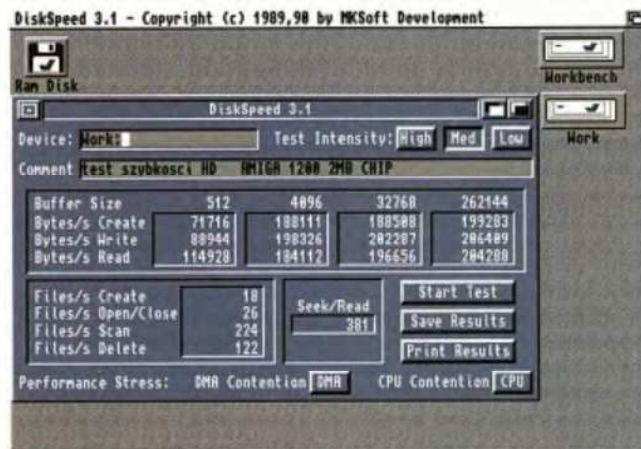 DiskSpeed 3.1 - Copyright (c) 1989,90 by MKSoft Development
Ram Disk
Workbench
Work
DiskSpeed 3.1
Device: Work: Test Intensity: High Med Low
Comment test szybkosci HD AMIGA 1200 2MB CHIP
Buffer Size 512 4096 32768 262144
Bytes/s Create 71716 188111 188508 199283
Bytes/s Write 88944 198326 202287 206409
Bytes/s Read 114928 184112 196656 204288
Files/s Create 18
Files/s Open/Close 26
Files/s Scan 224
Files/s Delete 122
Seek/Read
381
Start Test
Save Results
Print Results
Performance Stress: DMA Contention DMA CPU Contention CPU